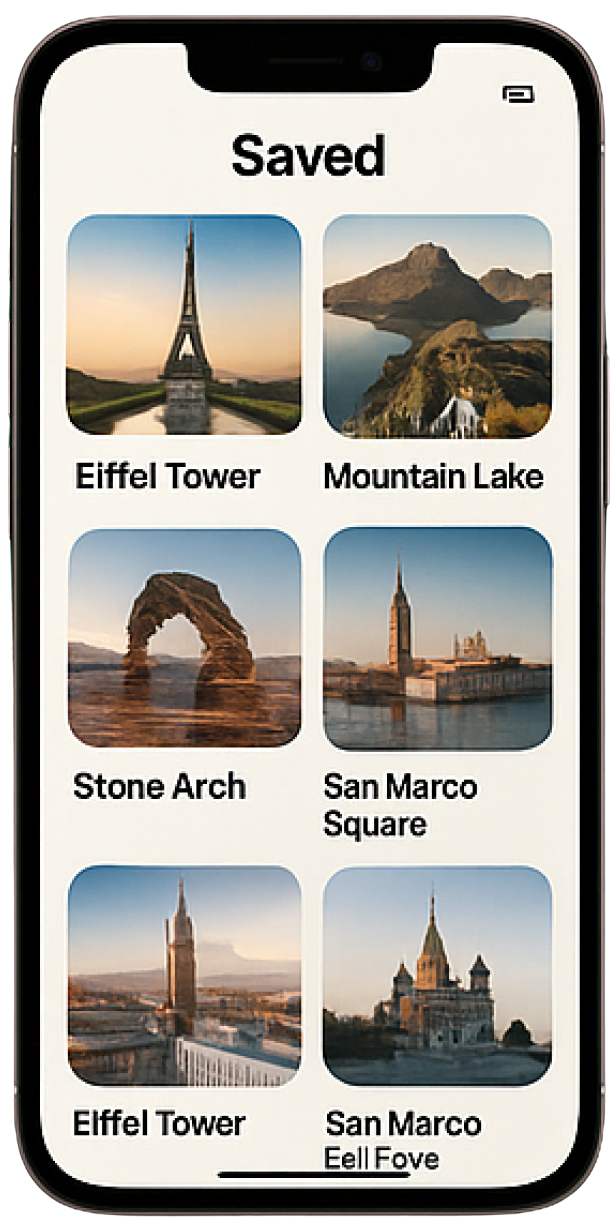 Saved
Eiffel Tower
Mountain Lake
Stone Arch
San Marco
Square
Elffel Tower
San Marco
Eell Fove